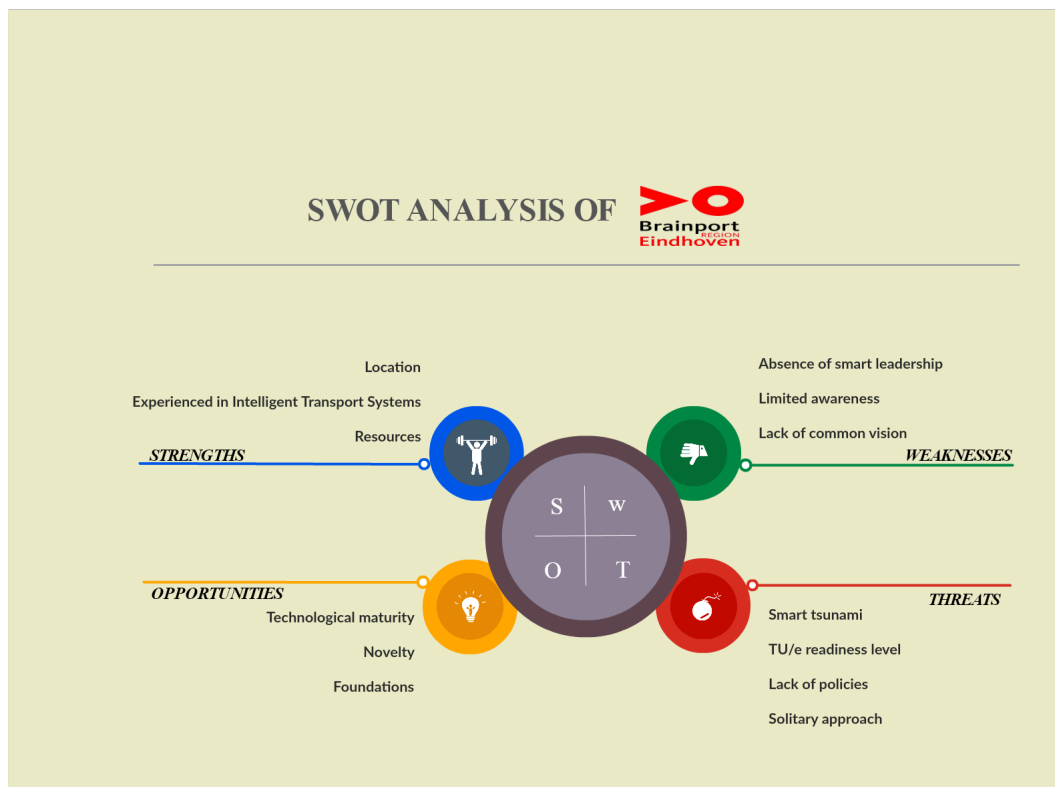 SWOT ANALYSIS OF
Brainport
REGION
Eindhoven
Location
Experienced in Intelligent Transport Systems
Resources
STRENGTHS
Absence of smart leadership
Limited awareness
Lack of common vision
WEAKNESSES
S
w
O
T
OPPORTUNITIES
Technological maturity
Novelty
Foundations
THREATS
Smart tsunami
TU/e readiness level
Lack of policies
Solitary approach